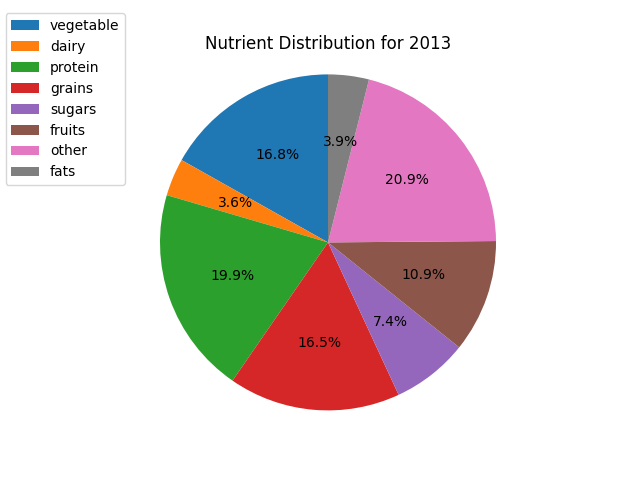 Nutrient Distribution for 2013
vegetable
dairy
protein
grains
sugars
fruits
other
fats
16.8%
3.6%
19.9%
16.5%
7.4%
10.9%
20.9%
3.9%